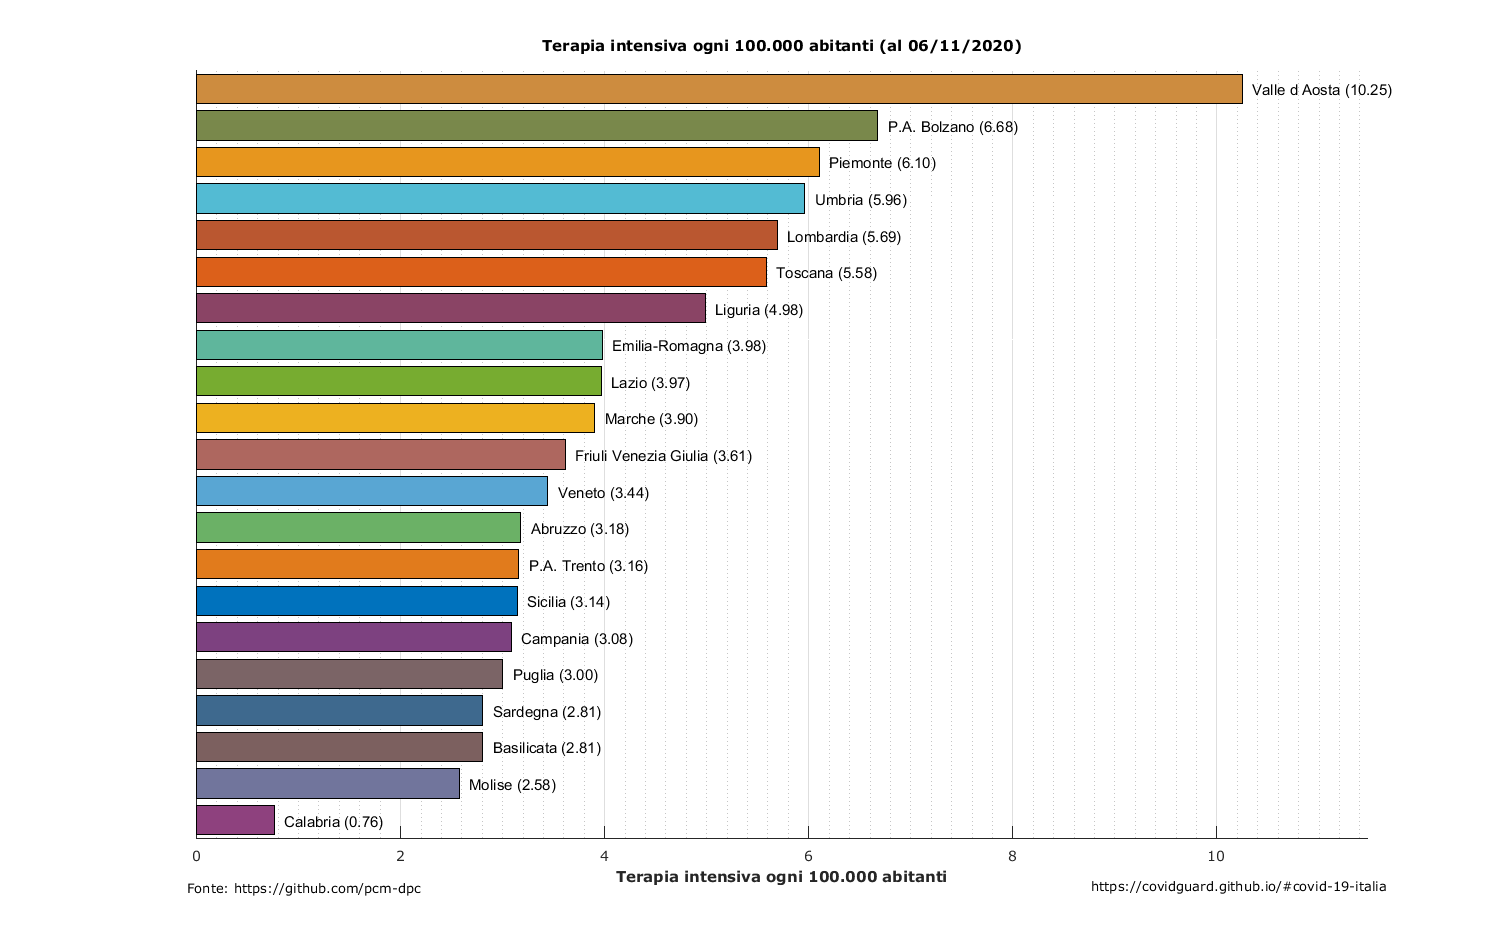 Terapia intensiva ogni 100.000 abitanti (al 06/11/2020)
Valle d Aosta (10.25)
P.A. Bolzano (6.68)
Piemonte (6.10)
Umbria (5.96)
Lombardia (5.69)
Toscana (5.58)
Liguria (4.98)
Emilia-Romagna (3.98)
Lazio (3.97)
Marche (3.90)
Friuli Venezia Giulia (3.61)
Veneto (3.44)
Abruzzo (3.18)
P.A. Trento (3.16)
Sicilia (3.14)
Campania (3.08)
Puglia (3.00)
Sardegna (2.81)
Basilicata (2.81)
Molise (2.58)
Calabria (0.76)
0 2 4 6 8 10
Terapia intensiva ogni 100.000 abitanti
Fonte: https://github.com/pcm-dpc
https://covidguard.github.io/#covid-19-italia